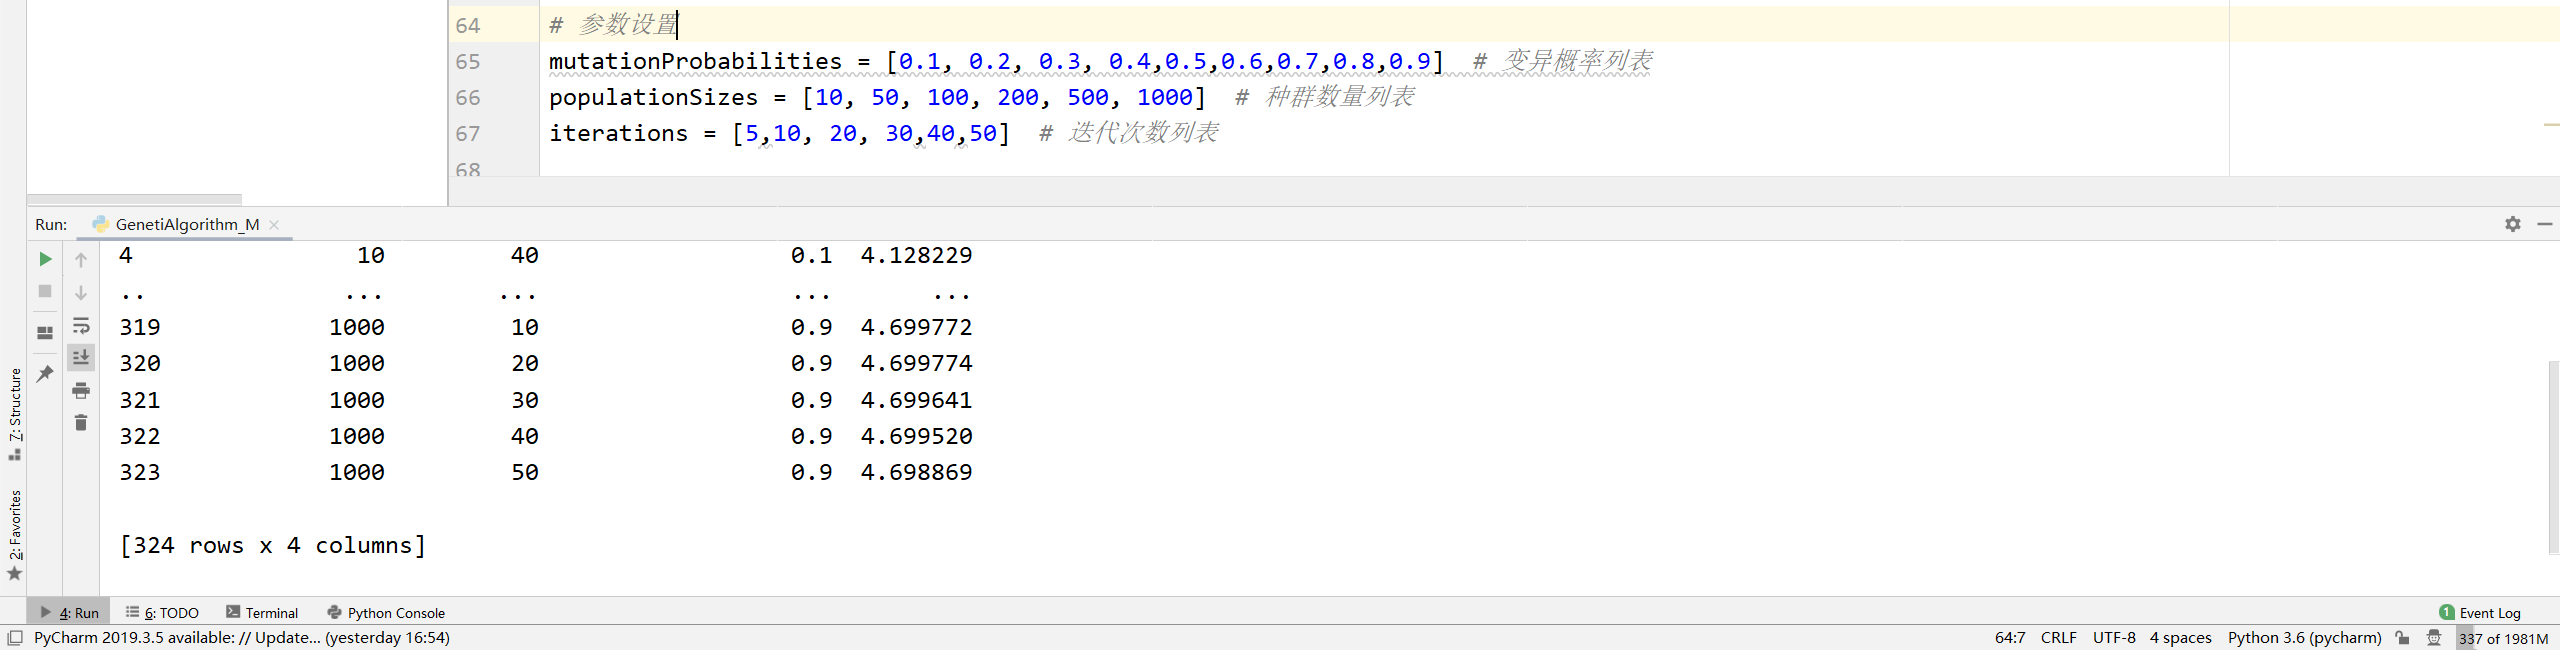 64 # 参数设置
65 mutationProbabilities = [0.1, 0.2, 0.3, 0.4,0.5,0.6,0.7,0.8,0.9] # 变异概率列表
66 populationSizes = [10, 50, 100, 200, 500, 1000] # 种群数量列表
67 iterations = [5,10, 20, 30,40,50] # 迭代次数列表
68
Run: GenetiAlgorithm_M
4 10 40 0.1 4.128229
.. ... ... ... ...
319 1000 10 0.9 4.699772
320 1000 20 0.9 4.699774
321 1000 30 0.9 4.699641
322 1000 40 0.9 4.699520
323 1000 50 0.9 4.698869
[324 rows x 4 columns]
7: Structure
2: Favorites
4: Run 6: TODO Terminal Python Console 1 Event Log
PyCharm 2019.3.5 available: // Update... (yesterday 16:54) 64:7 CRLF UTF-8 4 spaces Python 3.6 (pycharm) 337 of 1981M